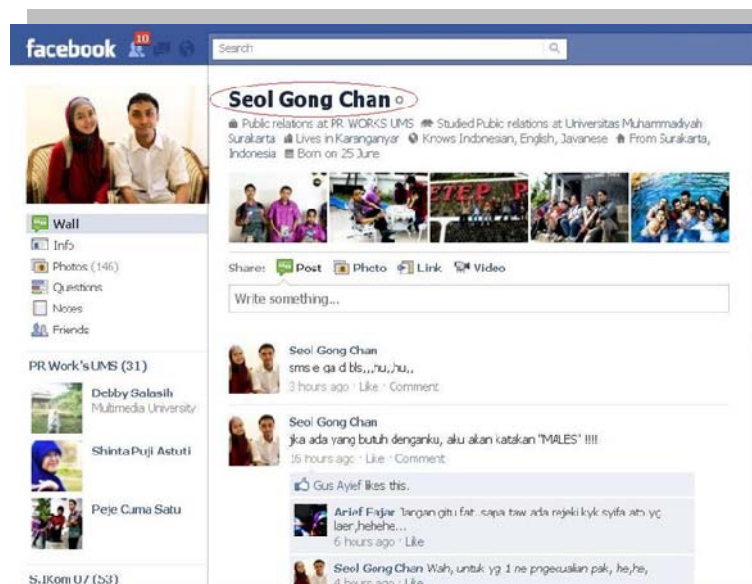 facebook 10 Search
Seol Gong Chan
Public relations at PR WORKS UMS Studied Public relations at Universitas Muhammadiyah
Surakarta Lives in Karanganyar Knows Indonesian, English, Javanese From Surakarta,
Indonesia Born on 25 June
ETEP P
Wall
Info
Photos (146)
Questions
Notes
Friends
PR Work's UMS (31)
Debby Salasih
Multimedia University
Shinta Puji Astuti
Peje Cuma Satu
S.IKom 07 (53)
Share: Post Photo Link Video
Write something...
Seol Gong Chan
sms e ga d bls,,,hu,,hu,,
3 hours ago · Like · Comment
Seol Gong Chan
jka ada yang butuh denganku, aku akan katakan "MALES" !!!!
16 hours ago · Like · Comment
Gus Ayief likes this.
Arief Fajar Jangan gitu fat. sapa taw ada rejeki kyk syifa ato yg
laer,hehehe...
6 hours ago · Like
Seol Gong Chan Wah, untuk yg 1 ne pngecualian pak, he,he,
4 hours ago · Like